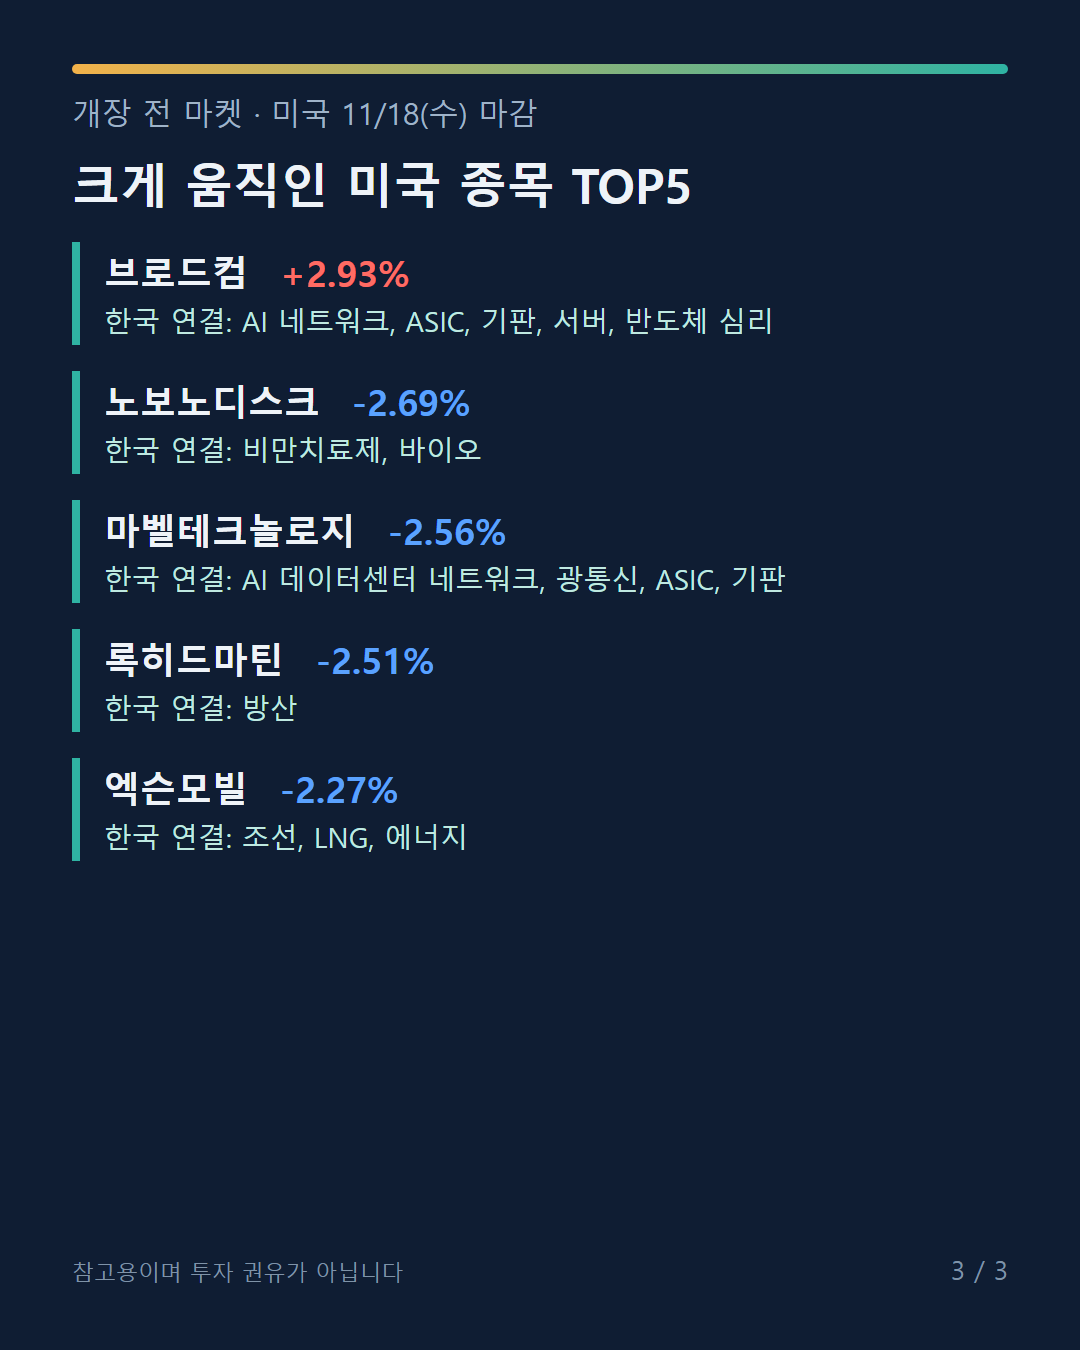 개장 전 마켓 · 미국 11/18(수) 마감
크게 움직인 미국 종목 TOP5
브로드컴 +2.93%
한국 연결: AI 네트워크, ASIC, 기판, 서버, 반도체 심리
노보노디스크 -2.69%
한국 연결: 비만치료제, 바이오
마벨테크놀로지 -2.56%
한국 연결: AI 데이터센터 네트워크, 광통신, ASIC, 기판
록히드마틴 -2.51%
한국 연결: 방산
엑슨모빌 -2.27%
한국 연결: 조선, LNG, 에너지
참고용이며 투자 권유가 아닙니다
3 / 3